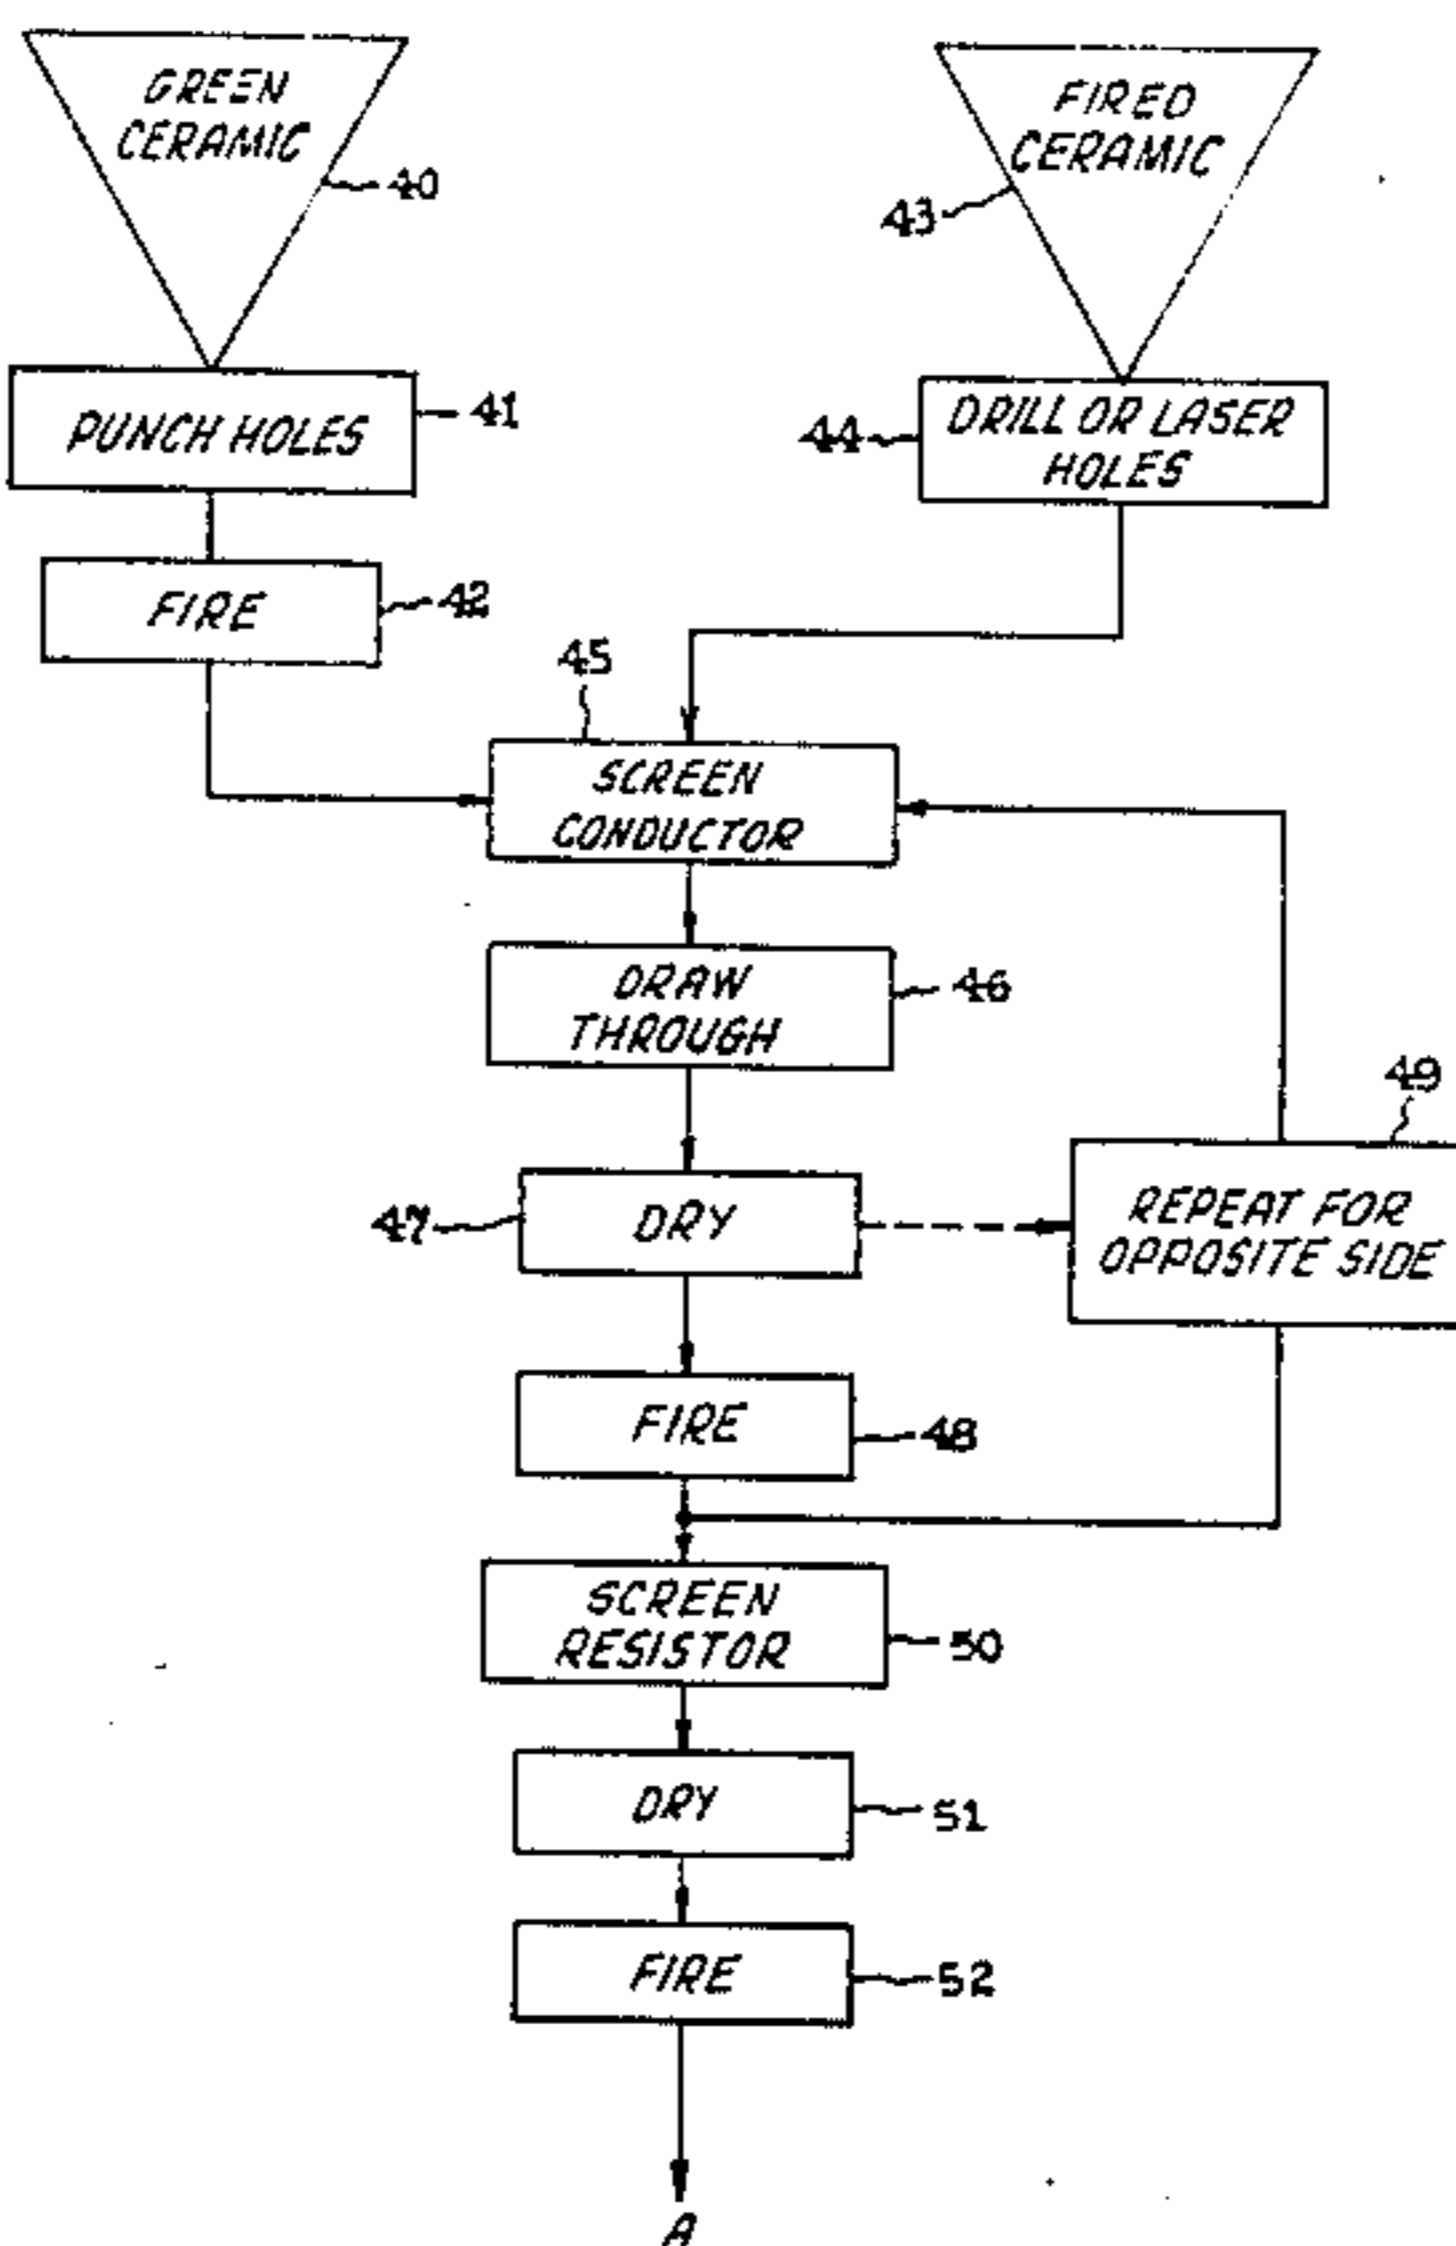 GREEN
CERAMIC
40
FIRED
CERAMIC
43
PUNCH HOLES
41
DRILL OR LASER
HOLES
44
FIRE
42
45
SCREEN
CONDUCTOR
DRAW
THROUGH
46
49
47
DRY
REPEAT FOR
OPPOSITE SIDE
FIRE
48
SCREEN
RESISTOR
50
DRY
51
FIRE
52
A